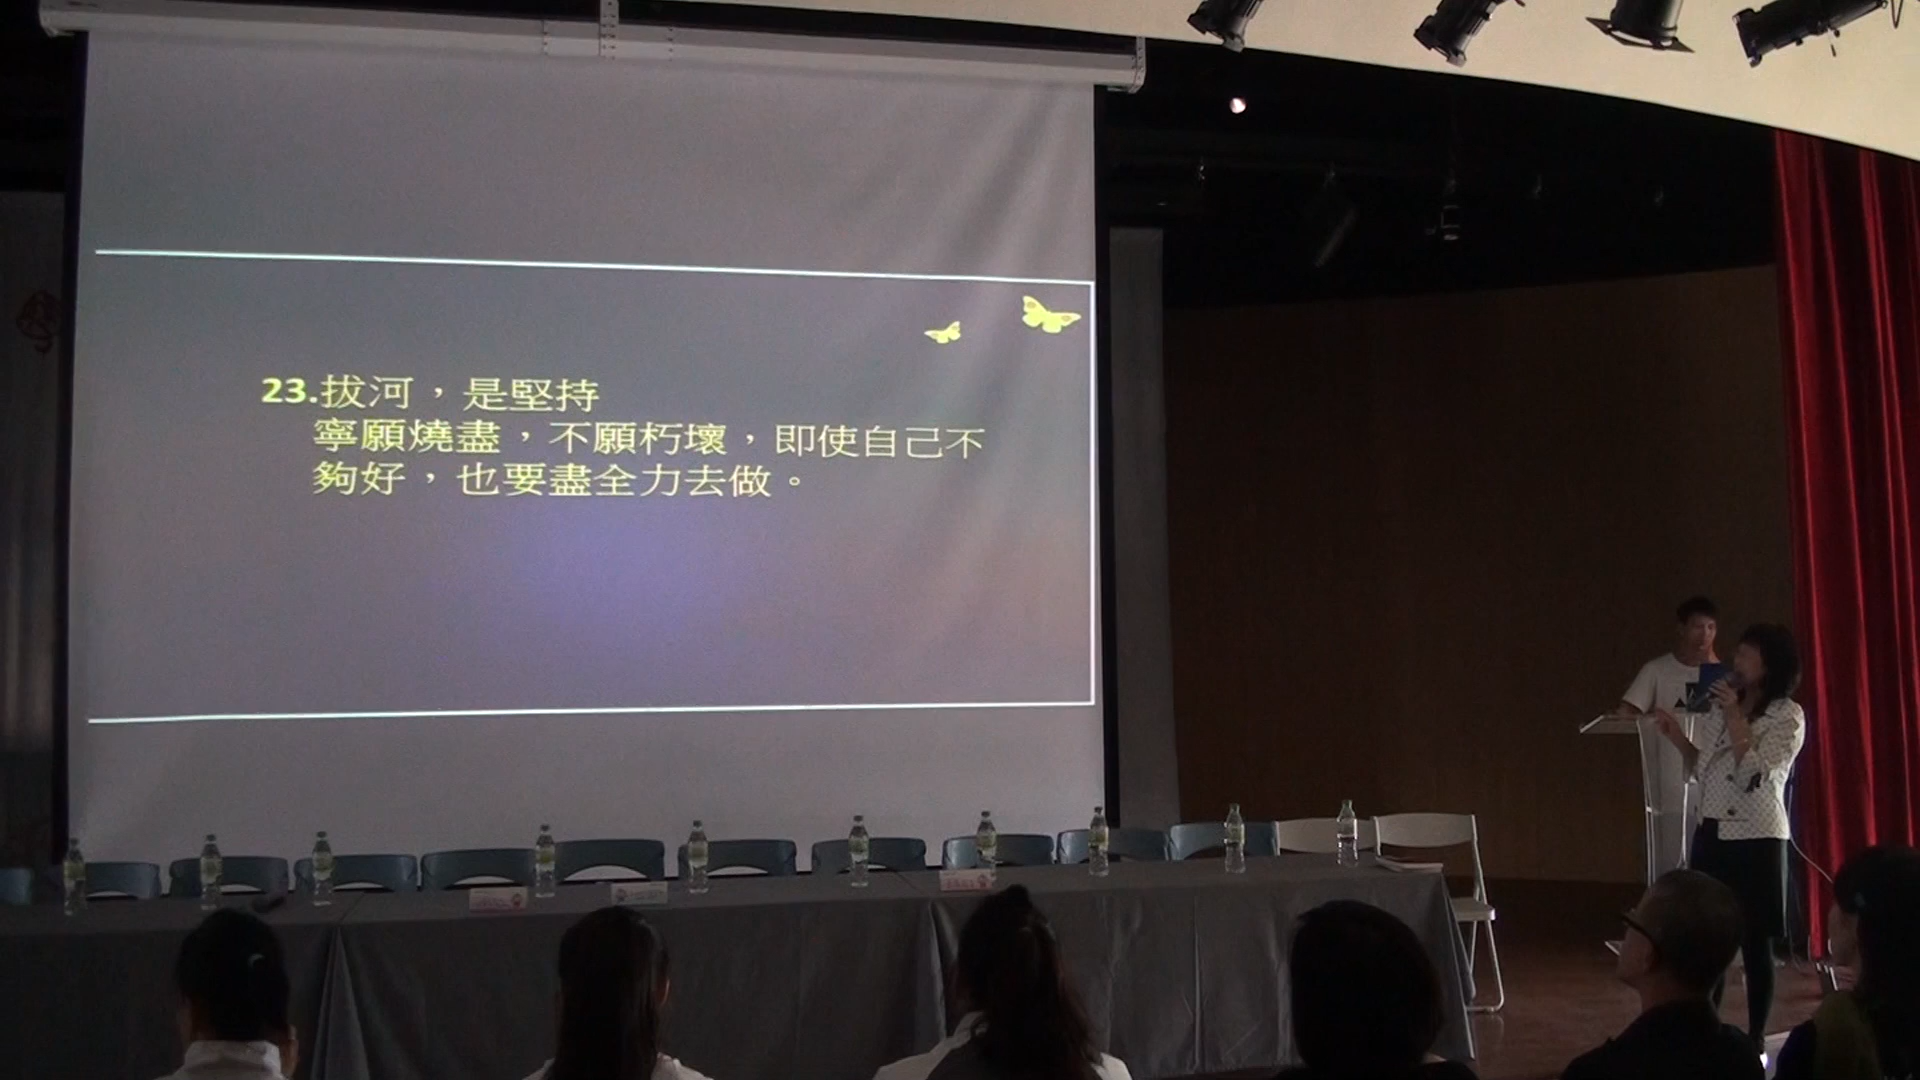 23.拔河，是堅持
寧願燒盡，不願朽壞，即使自己不
夠好，也要盡全力去做。